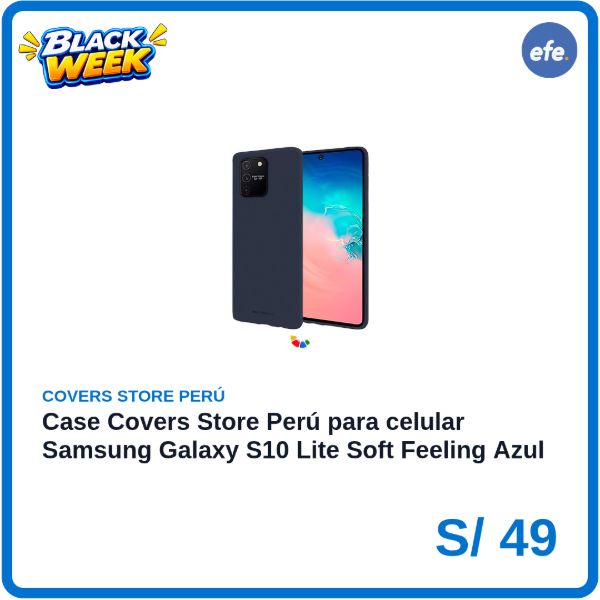 BLACK
WEEK
efe.
COVERS STORE PERÚ
Case Covers Store Perú para celular
Samsung Galaxy S10 Lite Soft Feeling Azul
S/ 49